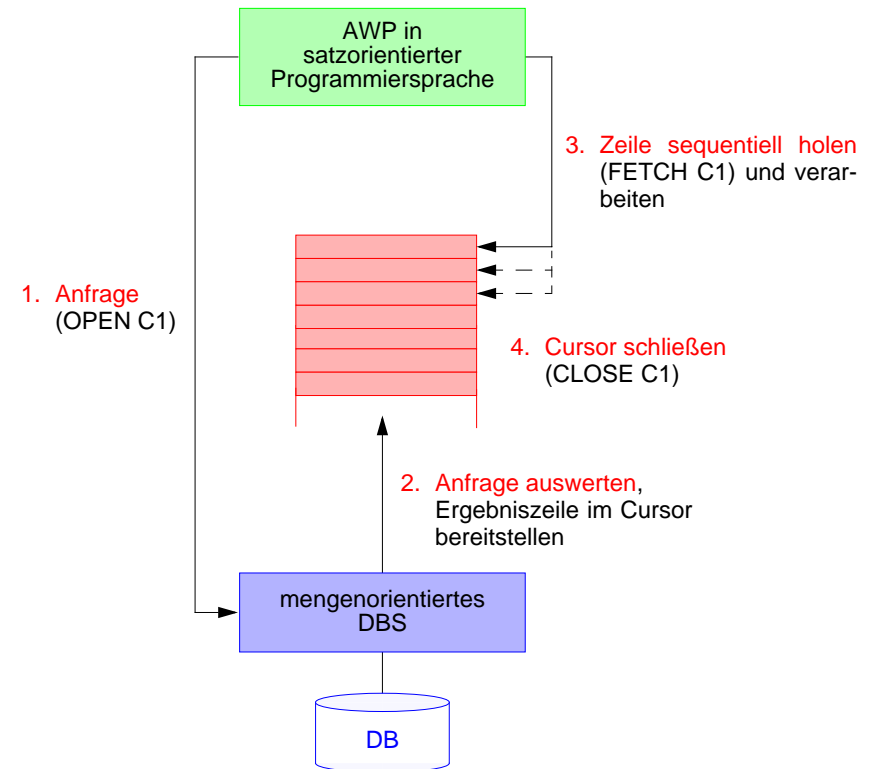 AWP in
satzorientierter
Programmiersprache
3. Zeile sequentiell holen
(FETCH C1) und verar-
beiten
1. Anfrage
(OPEN C1)
4. Cursor schließen
(CLOSE C1)
2. Anfrage auswerten,
Ergebniszeile im Cursor
bereitstellen
mengenorientiertes
DBS
DB